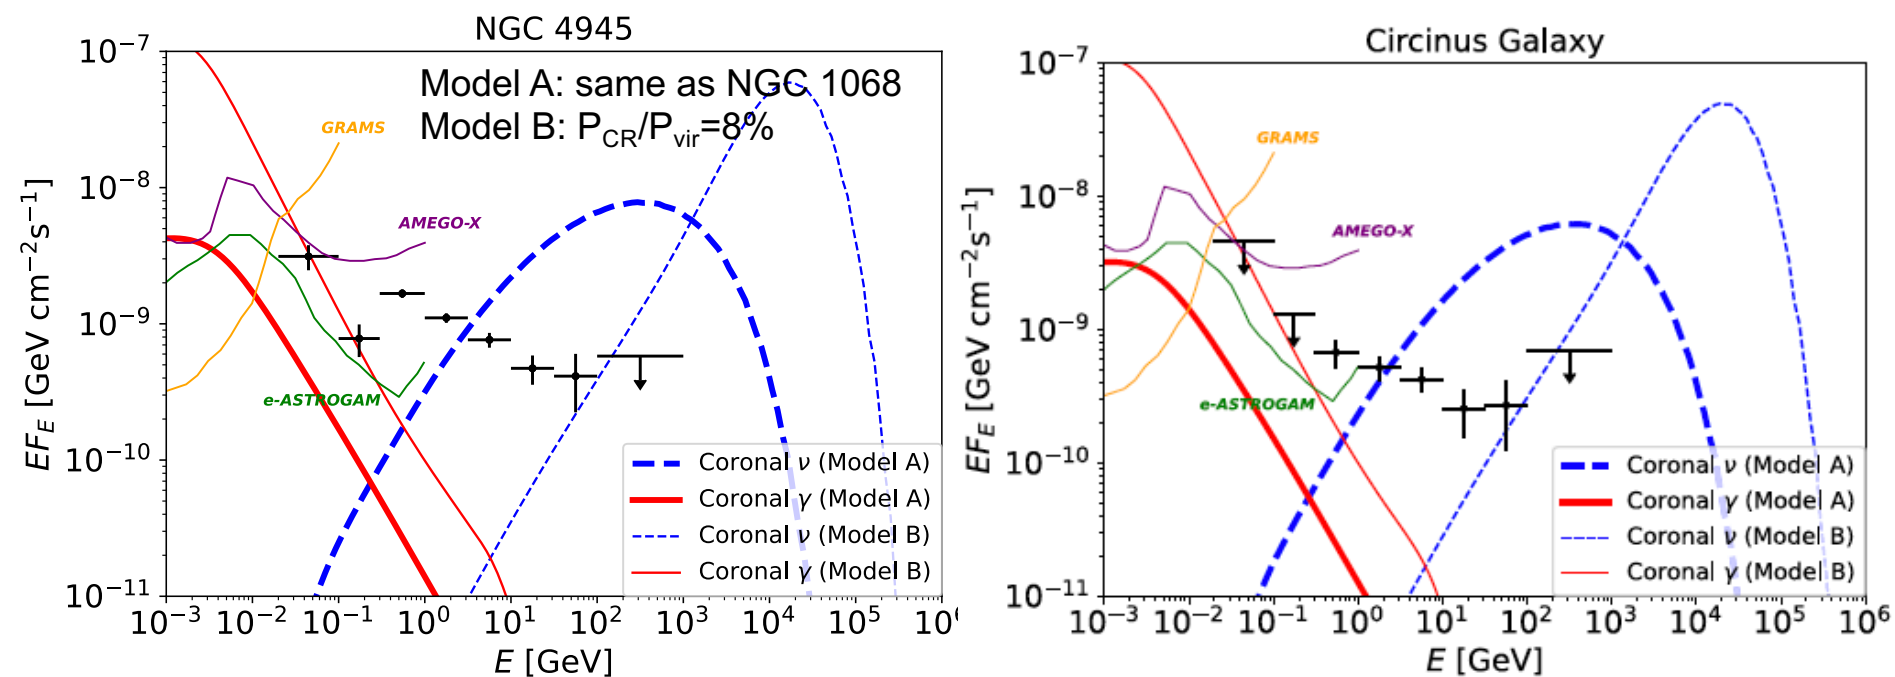 NGC 4945
Model A: same as NGC 1068
Model B: P_CR/P_vir=8%
GRAMS
AMEGO-X
e-ASTROGAM
10^−7
10^−8
10^−9
10^−10
10^−11
EF_E [GeV cm^−2 s^−1]
Coronal ν (Model A)
Coronal γ (Model A)
Coronal ν (Model B)
Coronal γ (Model B)
10^−3 10^−2 10^−1 10^0 10^1 10^2 10^3 10^4 10^5 10^6
E [GeV]
Circinus Galaxy
GRAMS
AMEGO-X
e-ASTROGAM
10^−7
10^−8
10^−9
10^−10
10^−11
EF_E [GeV cm^−2 s^−1]
Coronal ν (Model A)
Coronal γ (Model A)
Coronal ν (Model B)
Coronal γ (Model B)
10^−3 10^−2 10^−1 10^0 10^1 10^2 10^3 10^4 10^5 10^6
E [GeV]